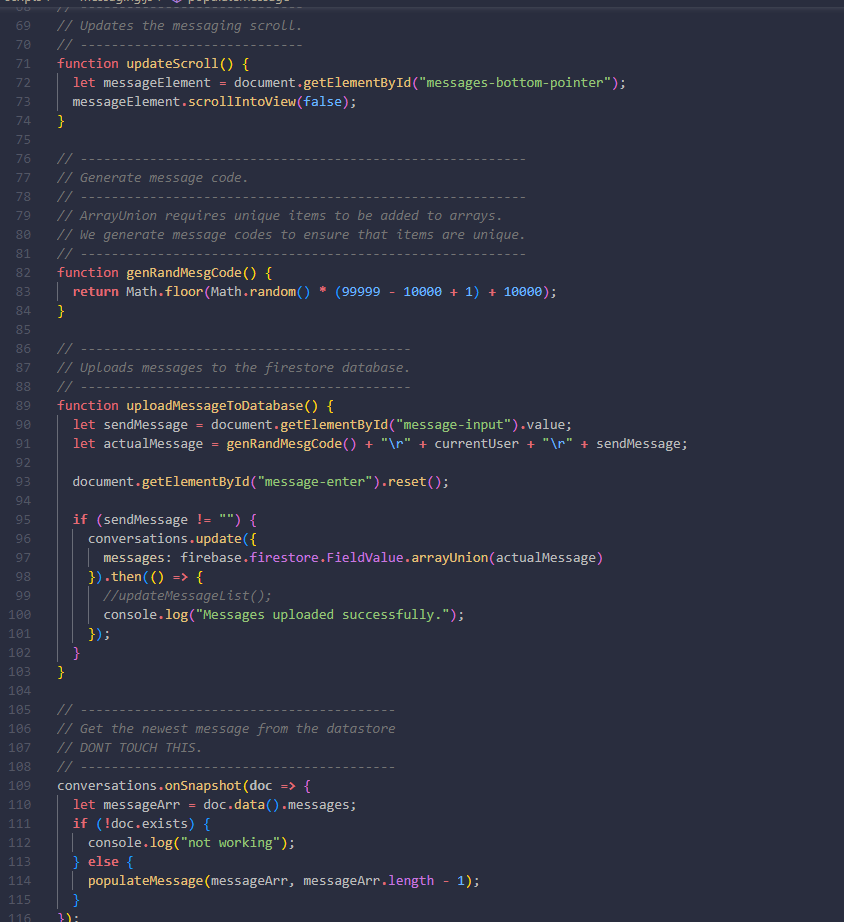 69 // Updates the messaging scroll.
70 // -----------------------------
71 function updateScroll() {
72 let messageElement = document.getElementById("messages-bottom-pointer");
73 messageElement.scrollIntoView(false);
74 }
75
76 // ----------------------------------------------------------
77 // Generate message code.
78 // ----------------------------------------------------------
79 // ArrayUnion requires unique items to be added to arrays.
80 // We generate message codes to ensure that items are unique.
81 // ----------------------------------------------------------
82 function genRandMesgCode() {
83 return Math.floor(Math.random() * (99999 - 10000 + 1) + 10000);
84 }
85
86 // -------------------------------------------
87 // Uploads messages to the firestore database.
88 // -------------------------------------------
89 function uploadMessageToDatabase() {
90 let sendMessage = document.getElementById("message-input").value;
91 let actualMessage = genRandMesgCode() + "\r" + currentUser + "\r" + sendMessage;
92
93 document.getElementById("message-enter").reset();
94
95 if (sendMessage != "") {
96 conversations.update({
97 messages: firebase.firestore.FieldValue.arrayUnion(actualMessage)
98 }).then(() => {
99 //updateMessageList();
100 console.log("Messages uploaded successfully.");
101 });
102 }
103 }
104
105 // -----------------------------------------
106 // Get the newest message from the datastore
107 // DONT TOUCH THIS.
108 // -----------------------------------------
109 conversations.onSnapshot(doc => {
110 let messageArr = doc.data().messages;
111 if (!doc.exists) {
112 console.log("not working");
113 } else {
114 populateMessage(messageArr, messageArr.length - 1);
115 }
116 });